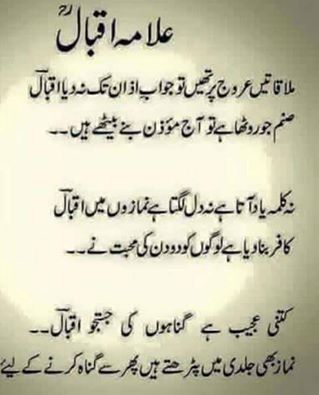 علامہ اقبالؒ
ملاقاتیں عروج پر تھیں تو جواب اذان تک نہ دیا اقبالؔ
صنم جو روٹھا ہے تو آج مؤذن بنے بیٹھے ہیں ۔۔
نہ کلمہ یاد آتا ہے نہ دل لگتا ہے نمازوں میں اقبالؔ
کافر بنا دیا ہے لوگوں کو دو دن کی محبت نے ۔۔
کتنی عجیب ہے گناہوں کی جستجو اقبالؔ ۔۔
نماز بھی جلدی میں پڑھتے ہیں پھر سے گناہ کرنے کے لیئے